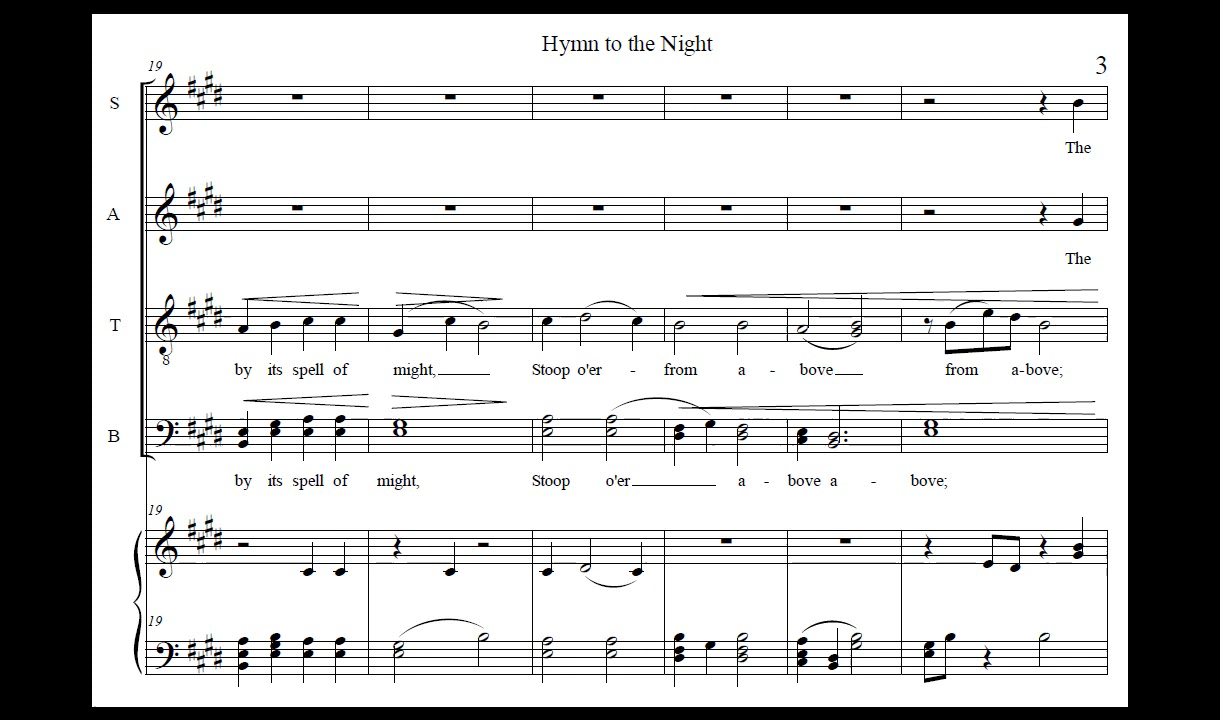 Hymn to the Night
3
19
S
The
A
The
T
8
by its spell of might, Stoop o'er - from a - bove from a-bove;
B
by its spell of might, Stoop o'er a - bove a - bove;
19
19